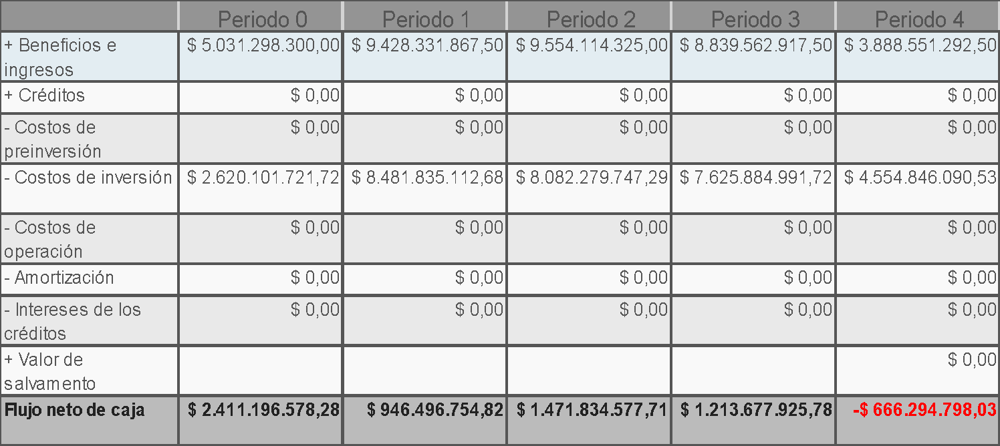 Periodo 0 Periodo 1 Periodo 2 Periodo 3 Periodo 4
+ Beneficios e $ 5.031.298.300,00 $ 9.428.331.867,50 $ 9.554.114.325,00 $ 8.839.562.917,50 $ 3.888.551.292,50
ingresos
+ Créditos $ 0,00 $ 0,00 $ 0,00 $ 0,00 $ 0,00
- Costos de $ 0,00 $ 0,00 $ 0,00 $ 0,00 $ 0,00
preinversión
- Costos de inversión $ 2.620.101.721,72 $ 8.481.835.112,68 $ 8.082.279.747,29 $ 7.625.884.991,72 $ 4.554.846.090,53
- Costos de $ 0,00 $ 0,00 $ 0,00 $ 0,00 $ 0,00
operación
- Amortización $ 0,00 $ 0,00 $ 0,00 $ 0,00 $ 0,00
- Intereses de los $ 0,00 $ 0,00 $ 0,00 $ 0,00 $ 0,00
créditos
+ Valor de $ 0,00
salvamento
Flujo neto de caja $ 2.411.196.578,28 $ 946.496.754,82 $ 1.471.834.577,71 $ 1.213.677.925,78 -$ 666.294.798,03